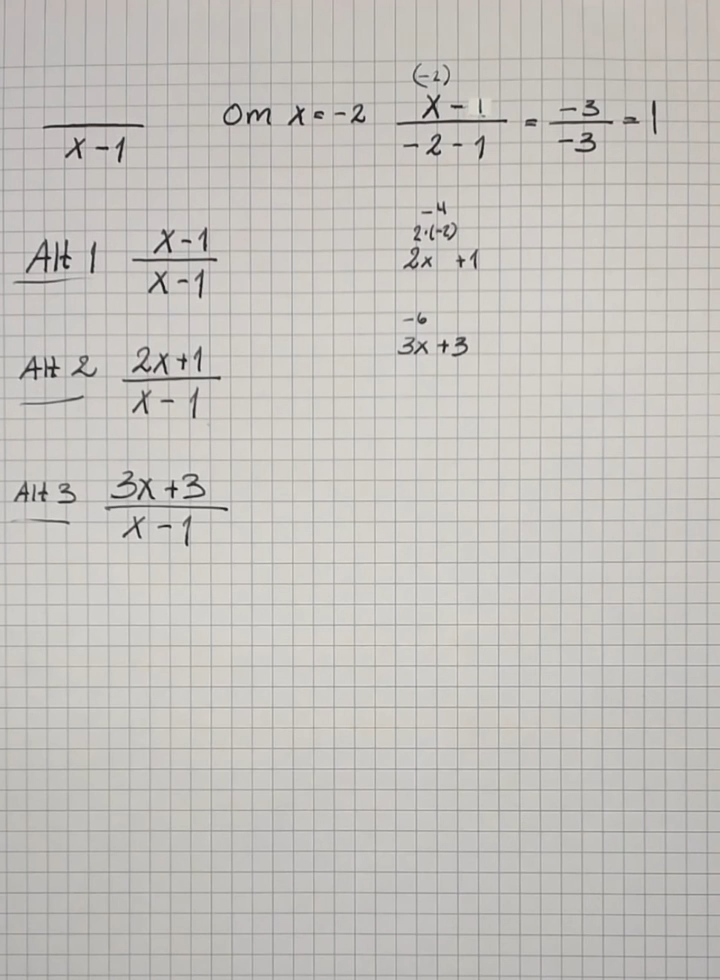 (-2)
___ / x-1   Om x = -2   x-1 / -2-1 = -3 / -3 = 1
-4
2·(-2)
Alt 1   x-1 / x-1   2x +1
-6
3x+3
Alt 2   2x+1 / x-1
Alt 3   3x+3 / x-1